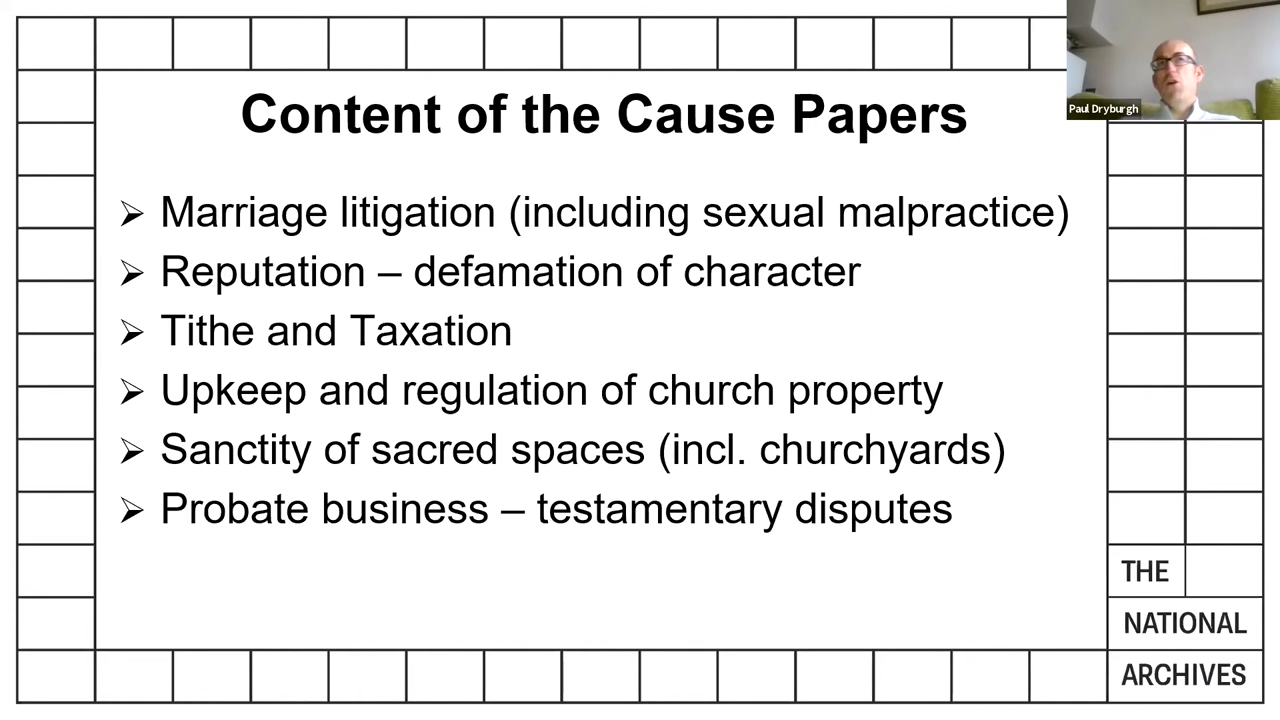 Content of the Cause Papers
Paul Dryburgh
➢ Marriage litigation (including sexual malpractice)
➢ Reputation – defamation of character
➢ Tithe and Taxation
➢ Upkeep and regulation of church property
➢ Sanctity of sacred spaces (incl. churchyards)
➢ Probate business – testamentary disputes
THE
NATIONAL
ARCHIVES